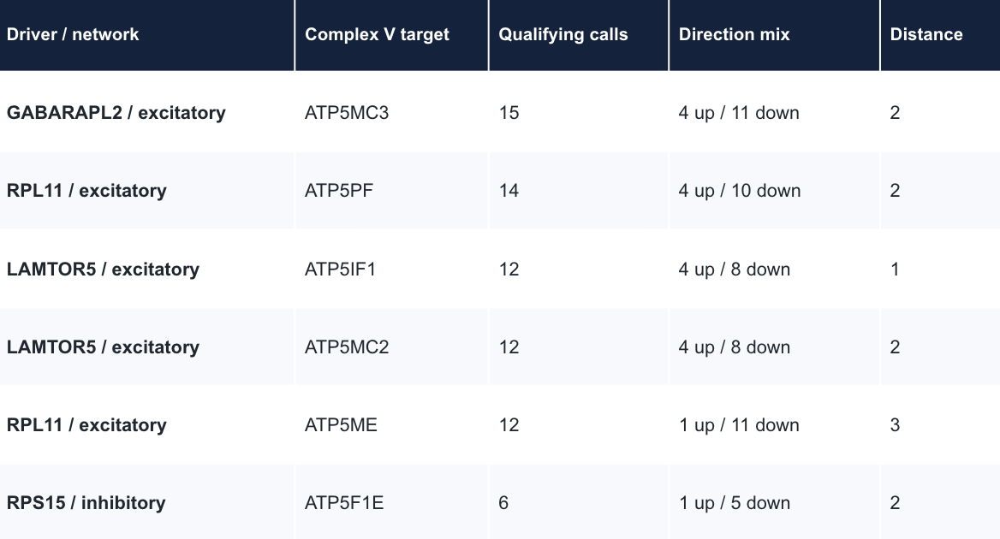 Driver / network Complex V target Qualifying calls Direction mix Distance
GABARAPL2 / excitatory ATP5MC3 15 4 up / 11 down 2
RPL11 / excitatory ATP5PF 14 4 up / 10 down 2
LAMTOR5 / excitatory ATP5IF1 12 4 up / 8 down 1
LAMTOR5 / excitatory ATP5MC2 12 4 up / 8 down 2
RPL11 / excitatory ATP5ME 12 1 up / 11 down 3
RPS15 / inhibitory ATP5F1E 6 1 up / 5 down 2